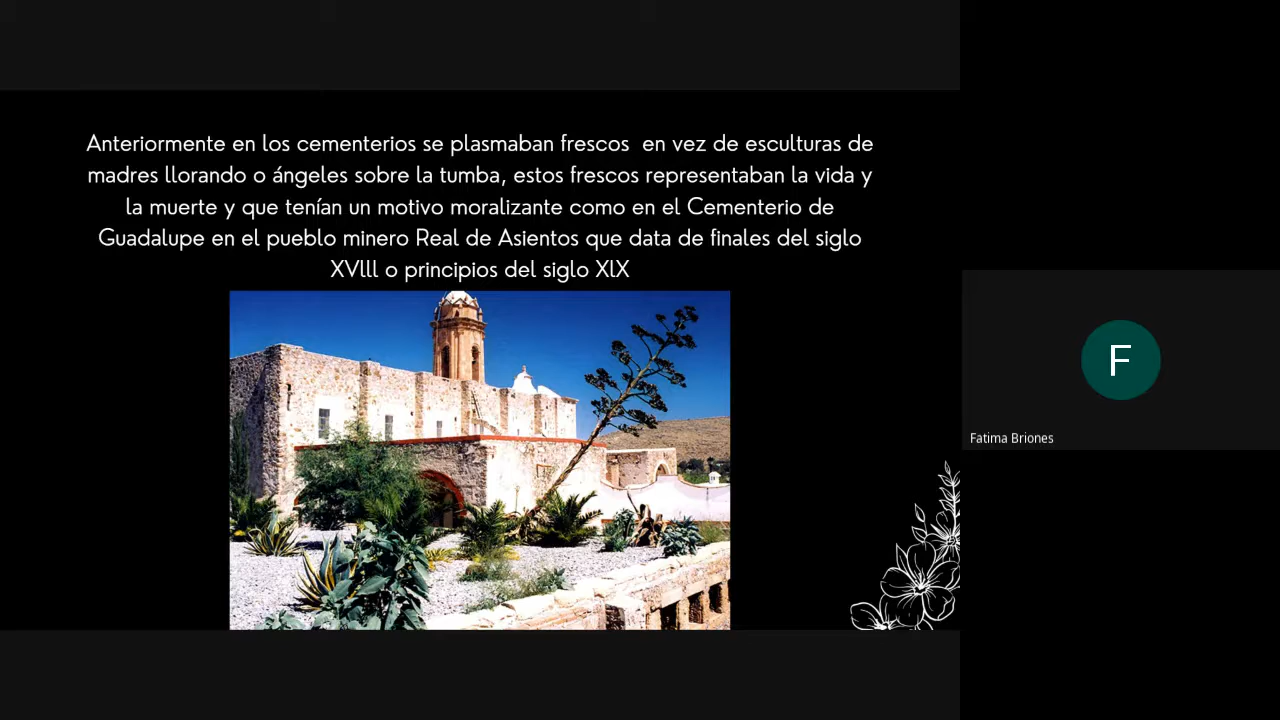 Anteriormente en los cementerios se plasmaban frescos  en vez de esculturas de
madres llorando o ángeles sobre la tumba, estos frescos representaban la vida y
la muerte y que tenían un motivo moralizante como en el Cementerio de
Guadalupe en el pueblo minero Real de Asientos que data de finales del siglo
XVlll o principios del siglo XlX
F
Fatima Briones